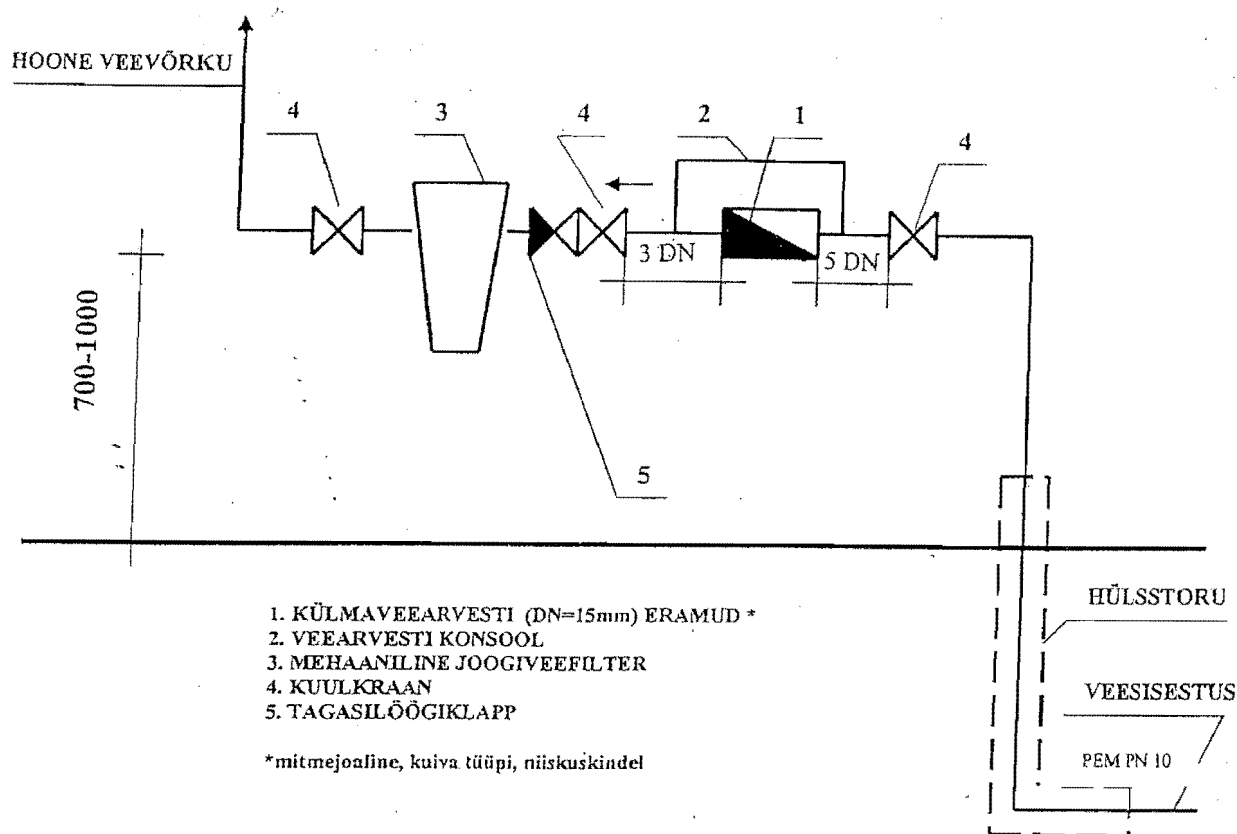 HOONE VEEVÕRKU
4
3
4
2
1
4
3 DN
5 DN
700-1000
5
1. KÜLMAVEEARVESTI (DN=15mm) ERAMUD *
2. VEEARVESTI KONSOOL
3. MEHAANILINE JOOGIVEEFILTER
4. KUULKRAAN
5. TAGASILÖÖGIKLAPP
*mitmejoaline, kuiva tüüpi, niiskuskindel
HÜLSSTORU
VEESISESTUS
PEM PN 10